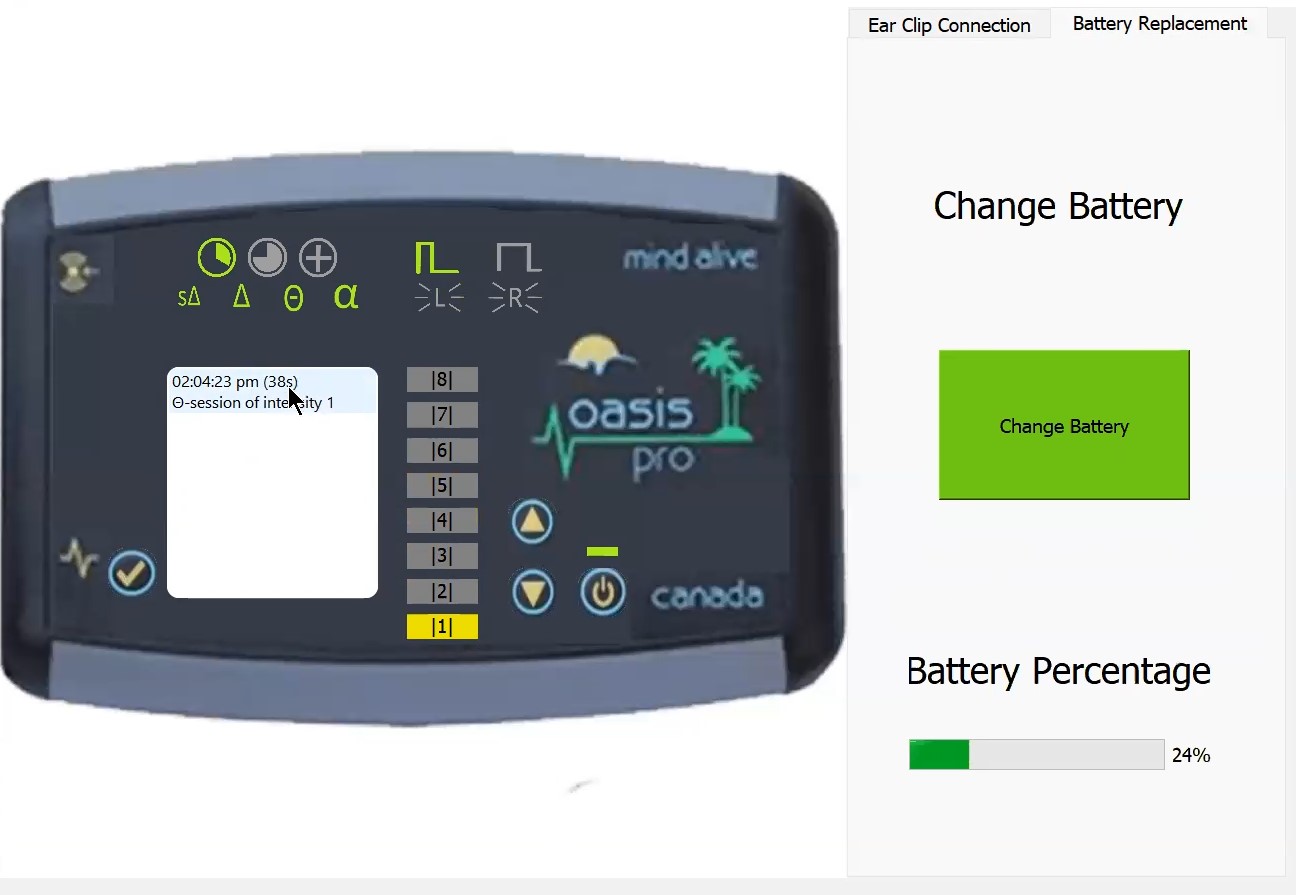 Ear Clip Connection
Battery Replacement
Change Battery
mind alive
sΔ Δ Θ α
L R
02:04:23 pm (38s)
Θ-session of intensity 1
|8|
|7|
|6|
|5|
|4|
|3|
|2|
|1|
oasis
pro
canada
Change Battery
Battery Percentage
24%